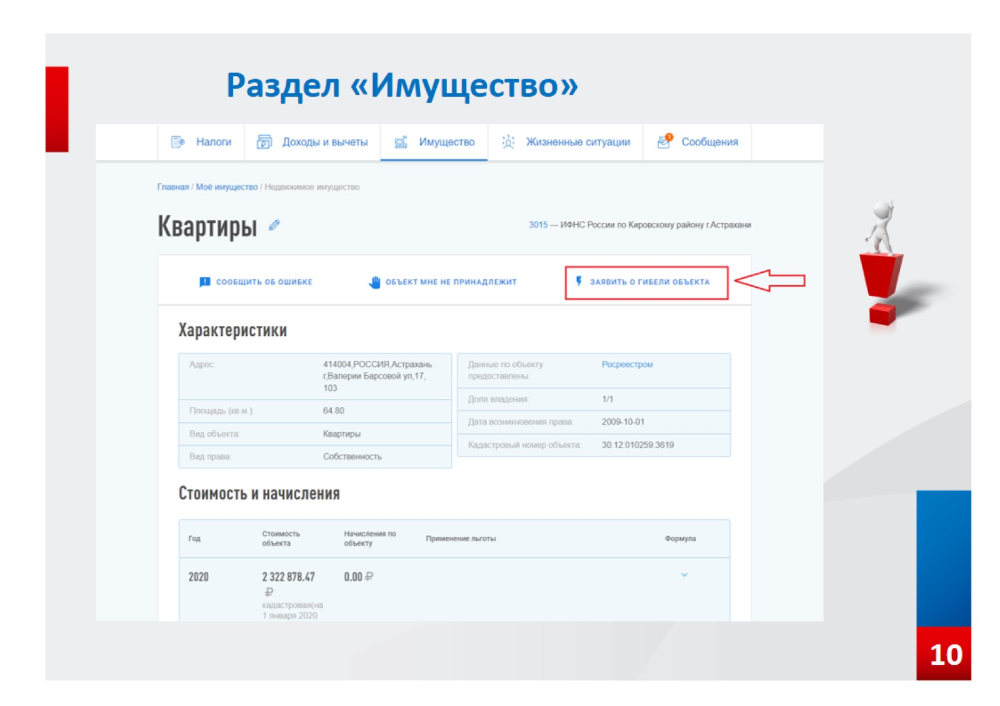 Раздел «Имущество»
Налоги
Доходы и вычеты
Имущество
Жизненные ситуации
1
Сообщения
Главная / Моё имущество / Недвижимое имущество
Квартиры
3015 — ИФНС России по Кировскому району г.Астрахани
СООБЩИТЬ ОБ ОШИБКЕ
ОБЪЕКТ МНЕ НЕ ПРИНАДЛЕЖИТ
ЗАЯВИТЬ О ГИБЕЛИ ОБЪЕКТА
Характеристики
Адрес:
414004,РОССИЯ,Астрахань
г,Валерии Барсовой ул,17,
103
Площадь (кв.м.):
64.80
Вид объекта:
Квартиры
Вид права:
Собственность
Данные по объекту
предоставлены:
Росреестром
Доля владения:
1/1
Дата возникновения права:
2009-10-01
Кадастровый номер объекта:
30:12:010259:3619
Стоимость и начисления
Год
Стоимость
объекта
Начисления по
объекту
Применение льготы
Формула
2020
2 322 878.47
₽
кадастровая(на
1 января 2020
0.00 ₽
10